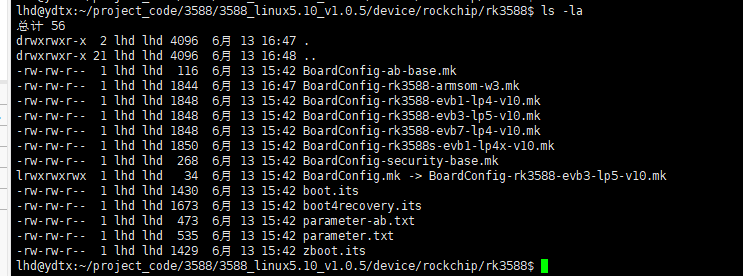 lhd@ydtx:~/project_code/3588/3588_linux5.10_v1.0.5/device/rockchip/rk3588$ ls -la
总计 56
drwxrwxr-x  2 lhd lhd 4096  6月 13 16:47 .
drwxrwxr-x 21 lhd lhd 4096  6月 13 16:48 ..
-rw-rw-r--  1 lhd lhd  116  6月 13 15:42 BoardConfig-ab-base.mk
-rw-rw-r--  1 lhd lhd 1844  6月 13 16:47 BoardConfig-rk3588-armsom-w3.mk
-rw-rw-r--  1 lhd lhd 1848  6月 13 15:42 BoardConfig-rk3588-evb1-lp4-v10.mk
-rw-rw-r--  1 lhd lhd 1848  6月 13 15:42 BoardConfig-rk3588-evb3-lp5-v10.mk
-rw-rw-r--  1 lhd lhd 1848  6月 13 15:42 BoardConfig-rk3588-evb7-lp4-v10.mk
-rw-rw-r--  1 lhd lhd 1850  6月 13 15:42 BoardConfig-rk3588s-evb1-lp4x-v10.mk
-rw-rw-r--  1 lhd lhd  268  6月 13 15:42 BoardConfig-security-base.mk
lrwxrwxrwx  1 lhd lhd   34  6月 13 15:42 BoardConfig.mk -> BoardConfig-rk3588-evb3-lp5-v10.mk
-rw-rw-r--  1 lhd lhd 1430  6月 13 15:42 boot.its
-rw-rw-r--  1 lhd lhd 1673  6月 13 15:42 boot4recovery.its
-rw-rw-r--  1 lhd lhd  473  6月 13 15:42 parameter-ab.txt
-rw-rw-r--  1 lhd lhd  535  6月 13 15:42 parameter.txt
-rw-rw-r--  1 lhd lhd 1429  6月 13 15:42 zboot.its
lhd@ydtx:~/project_code/3588/3588_linux5.10_v1.0.5/device/rockchip/rk3588$